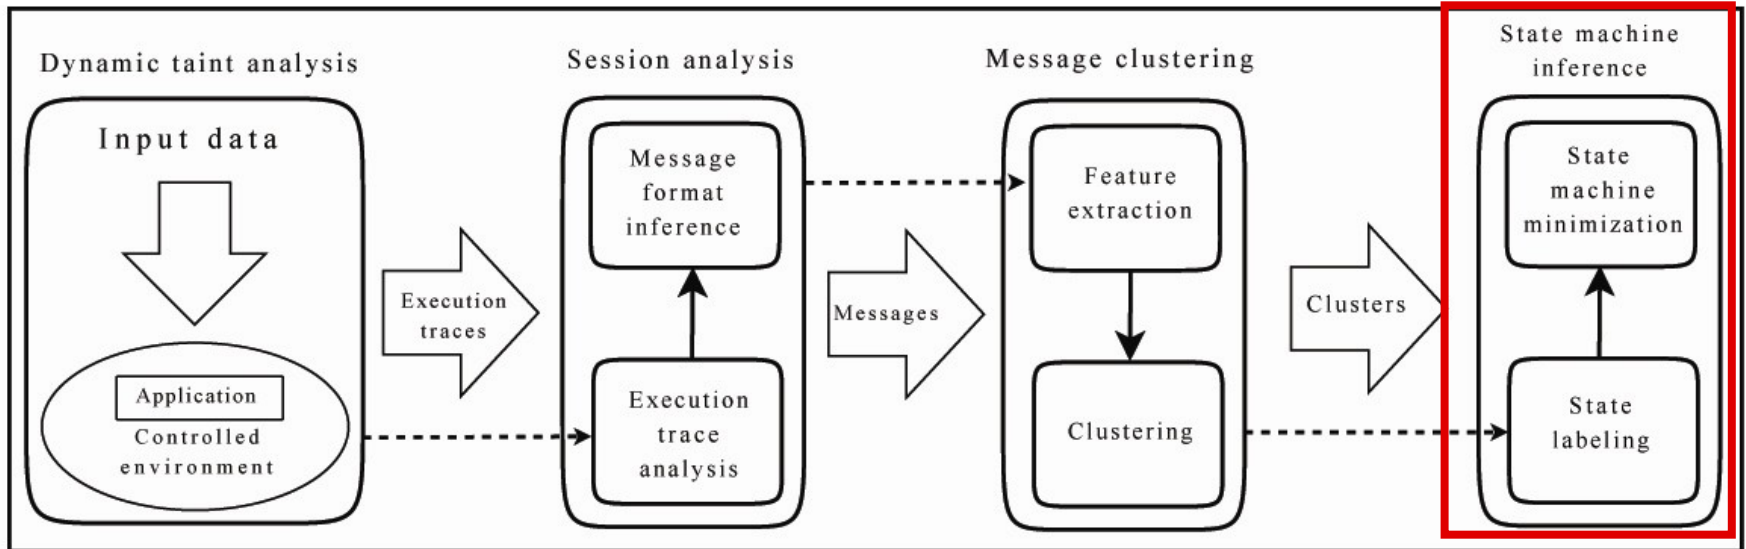 Dynamic taint analysis
Input data
Application
Controlled
environment
Execution
traces
Session analysis
Message
format
inference
Execution
trace
analysis
Messages
Message clustering
Feature
extraction
Clustering
Clusters
State machine
inference
State
machine
minimization
State
labeling